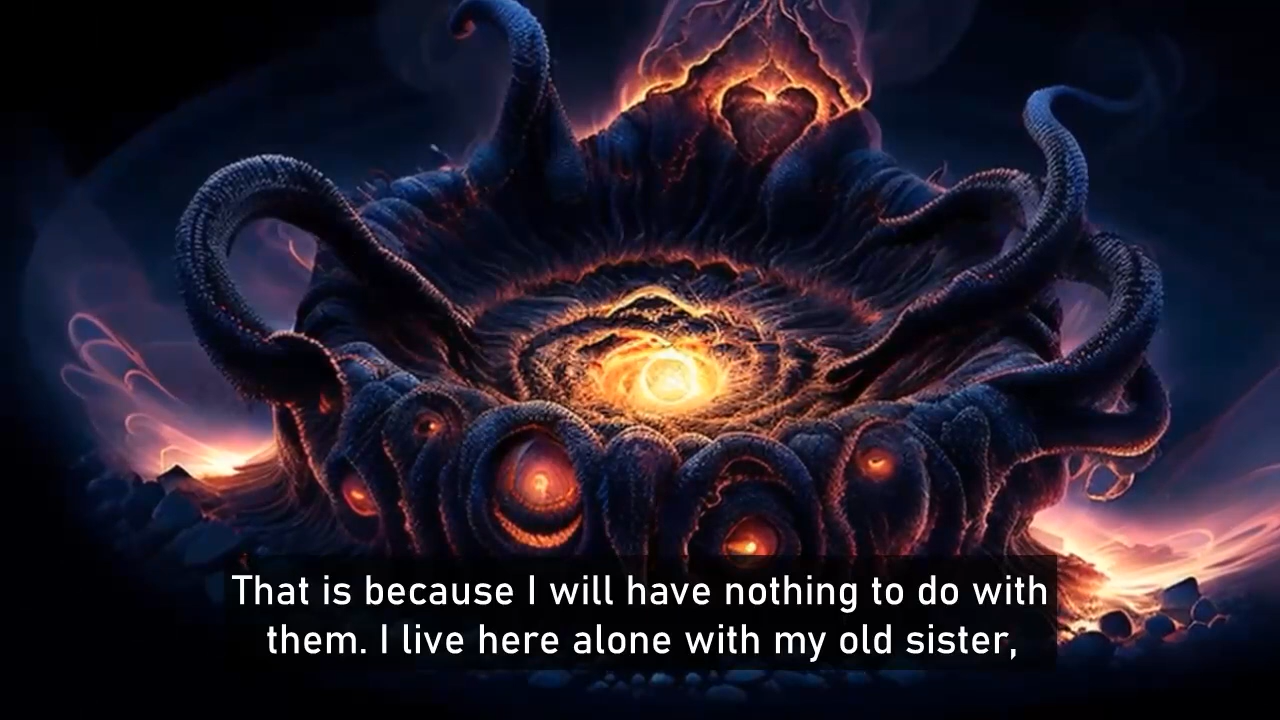 That is because I will have nothing to do with
them. I live here alone with my old sister,